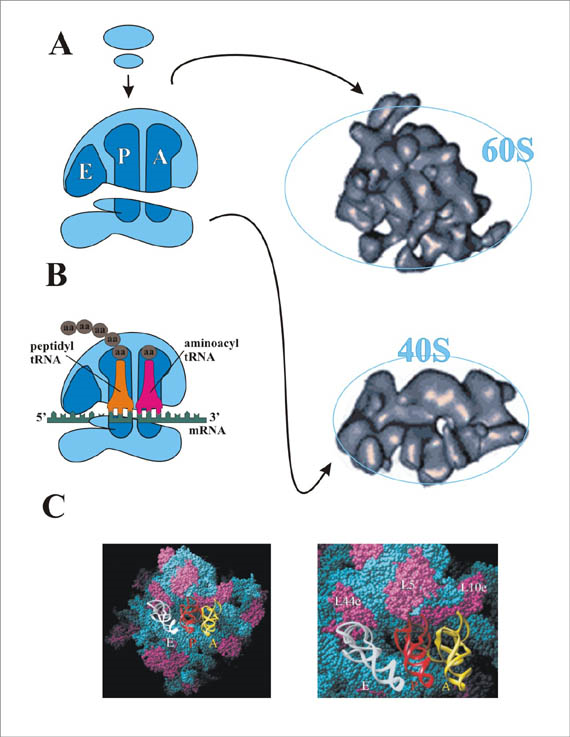 A
E
P
A
60S
B
aa
aa
aa
aa
aa
aa
peptidyl
tRNA
aminoacyl
tRNA
5’
3’
mRNA
40S
C
E
P
A
L44e
L5
L10e
E
P
A